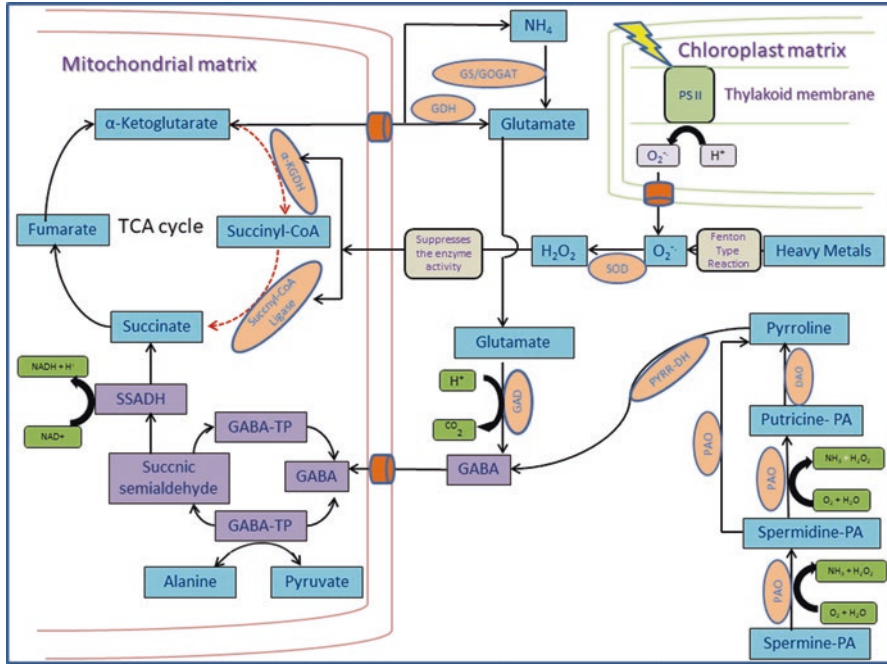 Mitochondrial matrix
α-Ketoglutarate
α-KGDH
Fumarate
TCA cycle
Succinyl-CoA
Succnyl-CoA
Ligase
Succinate
NADH + H⁺
SSADH
NAD+
GABA-TP
Succnic
semialdehyde
GABA
GABA-TP
Alanine
Pyruvate
NH₄
GS/GOGAT
GDH
Glutamate
Chloroplast matrix
PS II
Thylakoid membrane
O₂⁻·
H⁺
Suppresses
the enzyme
activity
H₂O₂
SOD
O₂⁻·
Fenton
Type
Reaction
Heavy Metals
Glutamate
H⁺
CO₂
GAD
GABA
PYRR-DH
Pyrroline
DAO
PAO
Putricine- PA
PAO
NH₃ + H₂O₂
O₂ + H₂O
Spermidine-PA
PAO
NH₃ + H₂O₂
O₂ + H₂O
Spermine-PA